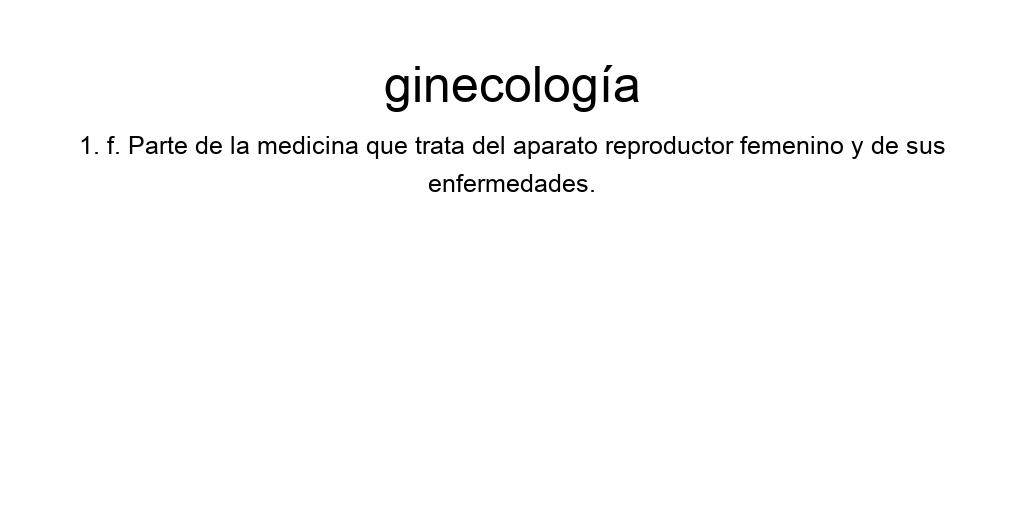 ginecología
1. f. Parte de la medicina que trata del aparato reproductor femenino y de sus
enfermedades.